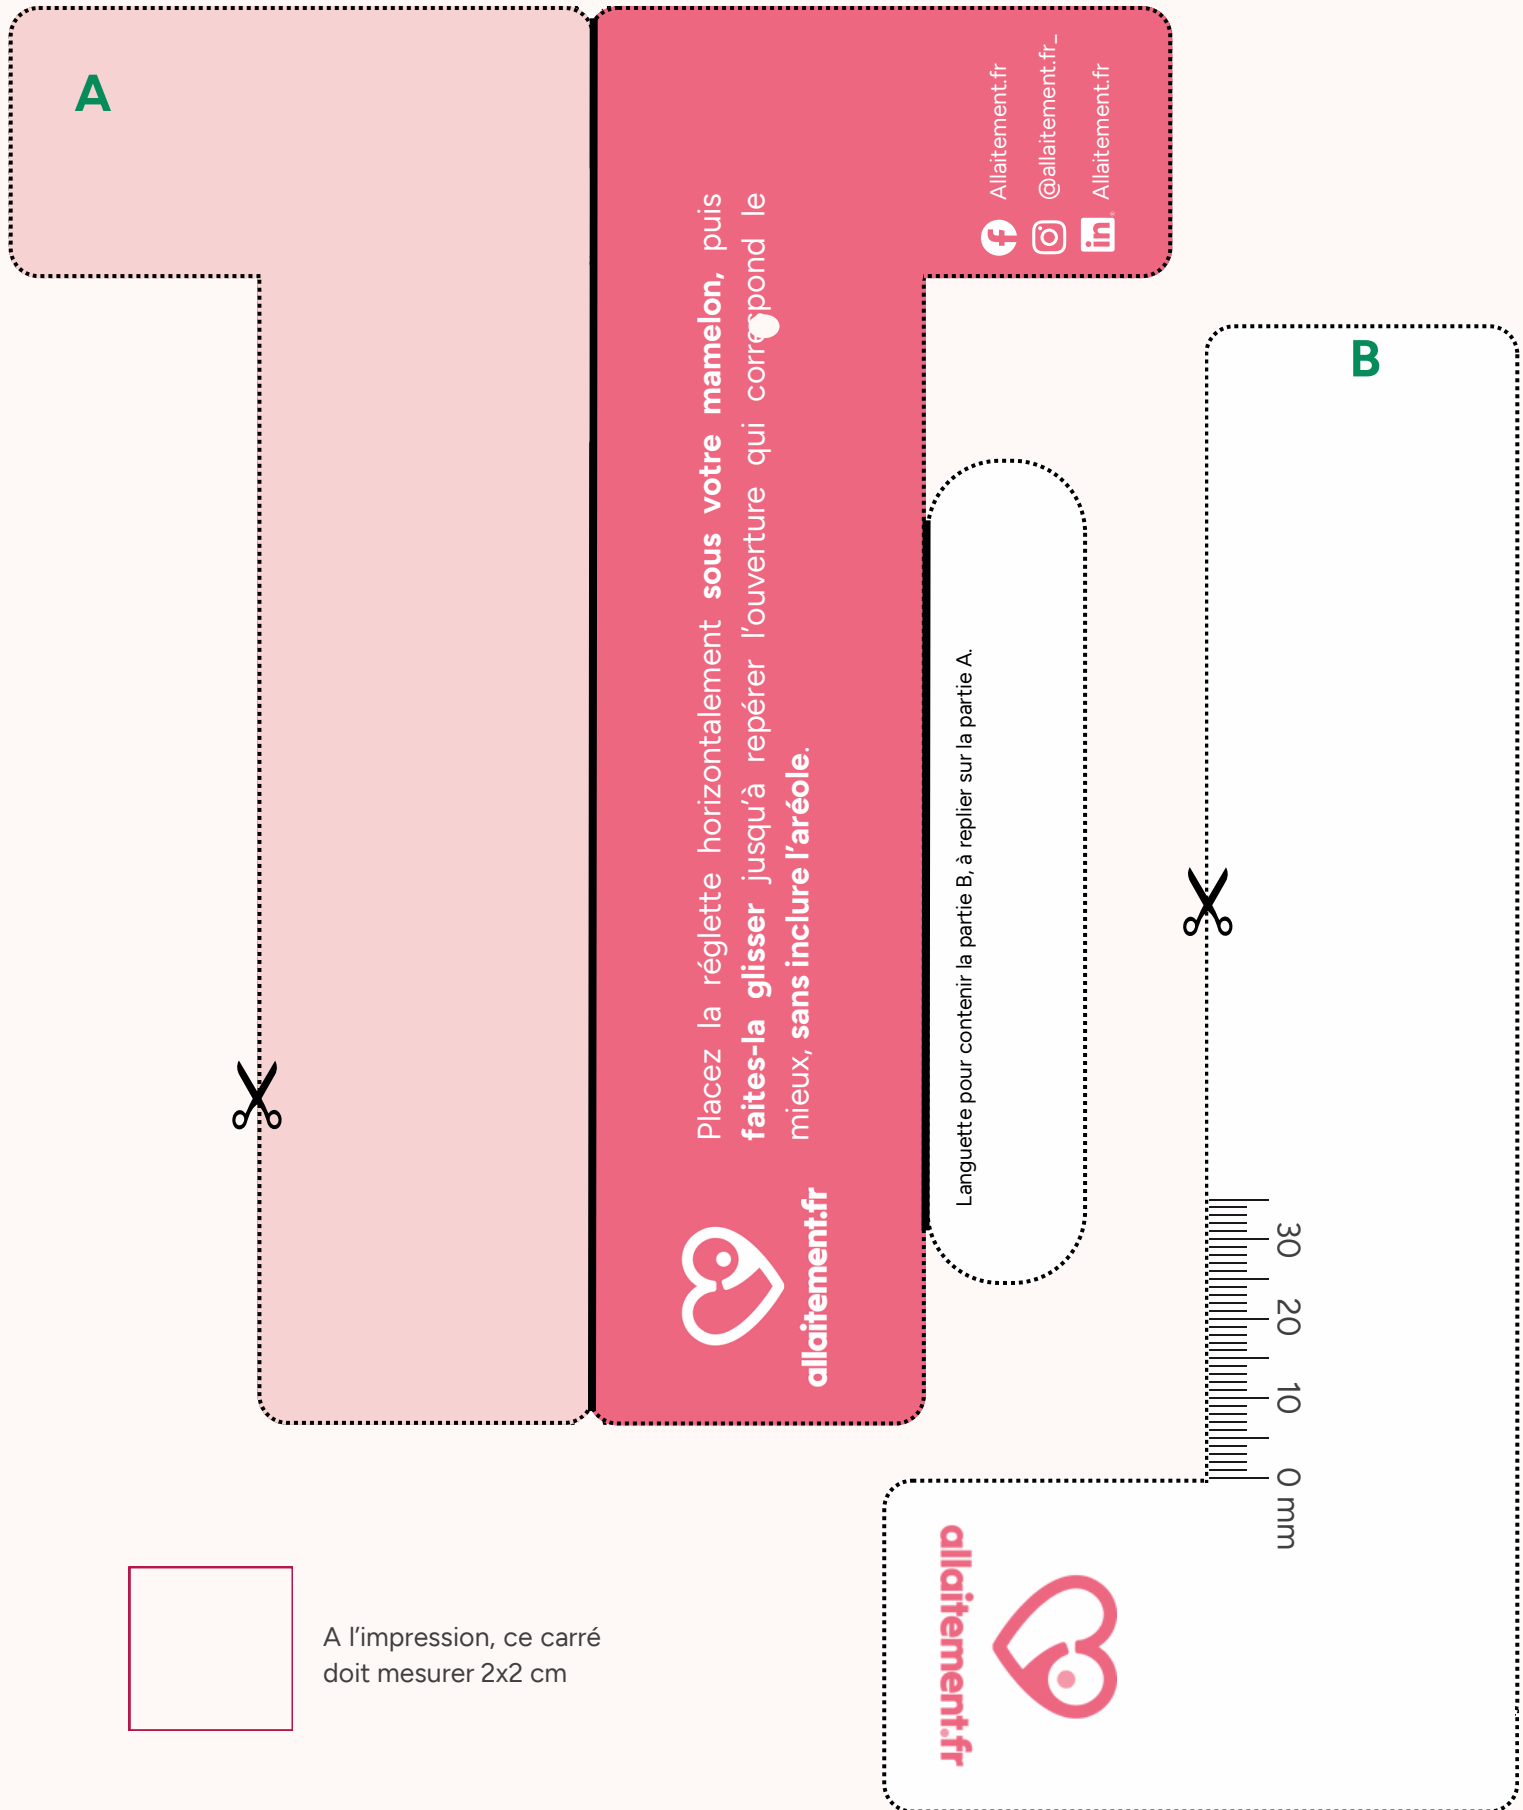 A
Allaitement.fr
@allaitement.fr_
Allaitement.fr
Placez la réglette horizontalement sous votre mamelon, puis
faites-la glisser jusqu'à repérer l'ouverture qui correspond le
mieux, sans inclure l'aréole.
allaitement.fr
Languette pour contenir la partie B, à replier sur la partie A.
B
30
20
10
0 mm
allaitement.fr
A l'impression, ce carré
doit mesurer 2x2 cm